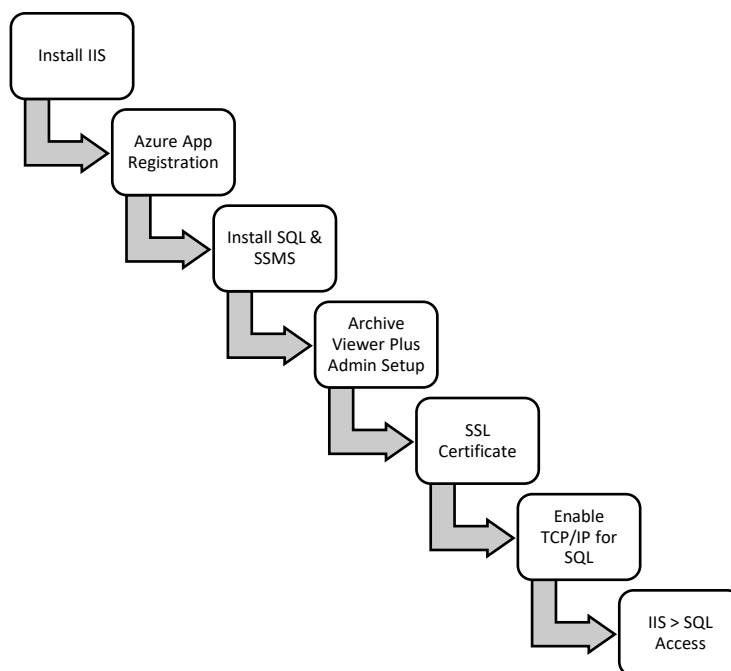 Install IIS
Azure App
Registration
Install SQL &
SSMS
Archive
Viewer Plus
Admin Setup
SSL
Certificate
Enable
TCP/IP for
SQL
IIS > SQL
Access